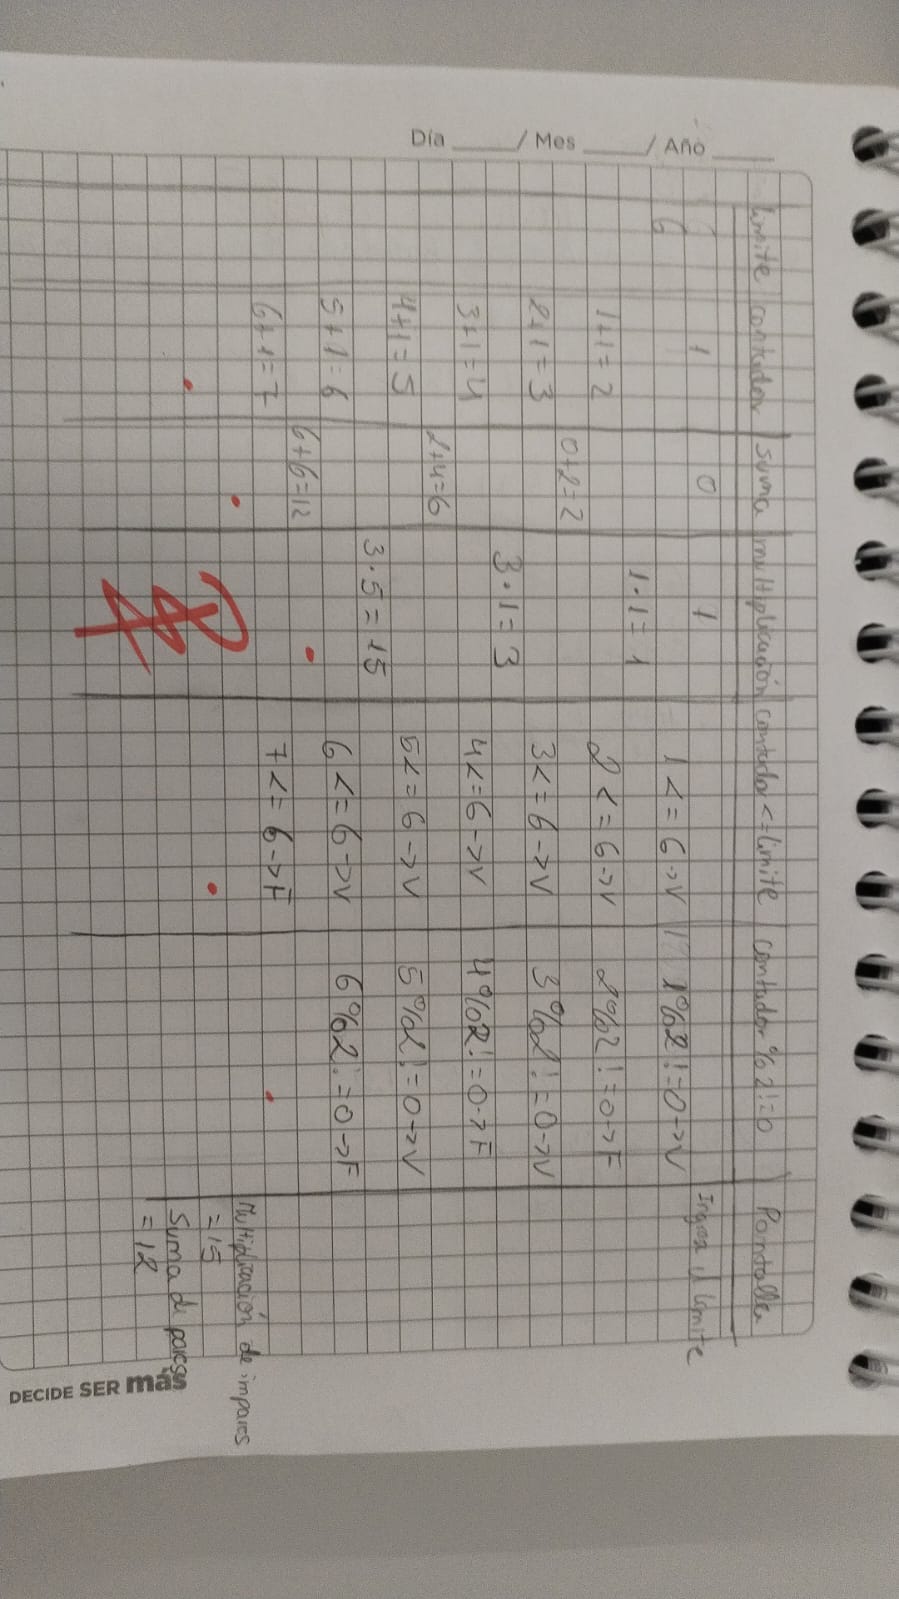 Día ____ / Mes ____ / Año ____
limite contador suma multiplicación contador <= limite contador % 2 != 0 Pantalla
6 1 0 1 Ingresa el limite
1 <= 6 -> V 1%2 != 0 -> V
1 · 1 = 1
1+1 = 2 2 <= 6 -> V 2%2 != 0 -> F
0+2=2
2+1 = 3 3 <= 6 -> V 3%2 != 0 -> V
3 · 1 = 3
3+1 = 4 4 <= 6 -> V 4%2 != 0 -> F
2+4=6
4+1 = 5 5 <= 6 -> V 5%2 != 0 -> V
3 · 5 = 15
5+1 = 6 6 <= 6 -> V 6%2 != 0 -> F
6+6=12
6+1 = 7 7 <= 6 -> F
Multiplicación de impares
= 15
Suma de pares
= 12
DECIDE SER más